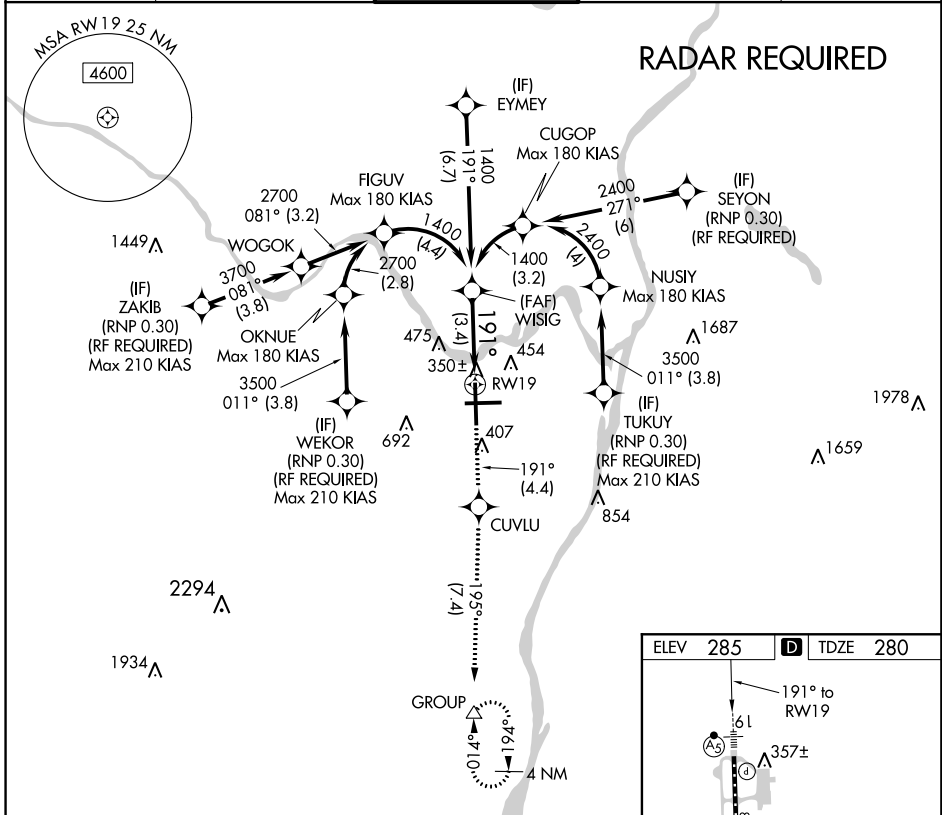 MSA RW19 25 NM
4600
RADAR REQUIRED
(IF)
EYMEY
1400
191°
(6.7)
CUGOP
Max 180 KIAS
FIGUV
Max 180 KIAS
2400
271°
(6)
(IF)
SEYON
(RNP 0.30)
(RF REQUIRED)
2700
081° (3.2)
1449
WOGOK
1400
(4.4)
1400
(3.2)
2400
(4)
3700
081°
(3.8)
2700
(2.8)
(IF)
ZAKIB
(RNP 0.30)
(RF REQUIRED)
Max 210 KIAS
OKNUE
Max 180 KIAS
(FAF)
WISIG
NUSIY
Max 180 KIAS
191°
(3.4)
475
350±
454
RW19
1687
3500
011° (3.8)
3500
011° (3.8)
(IF)
WEKOR
(RNP 0.30)
(RF REQUIRED)
Max 210 KIAS
692
407
(IF)
TUKUY
(RNP 0.30)
(RF REQUIRED)
Max 210 KIAS
1978
1659
191°
(4.4)
854
CUVLU
195°
(7.4)
2294
1934
GROUP
014°
194°
4 NM
ELEV 285 D TDZE 280
191° to
RW19
19
A5
P
357±